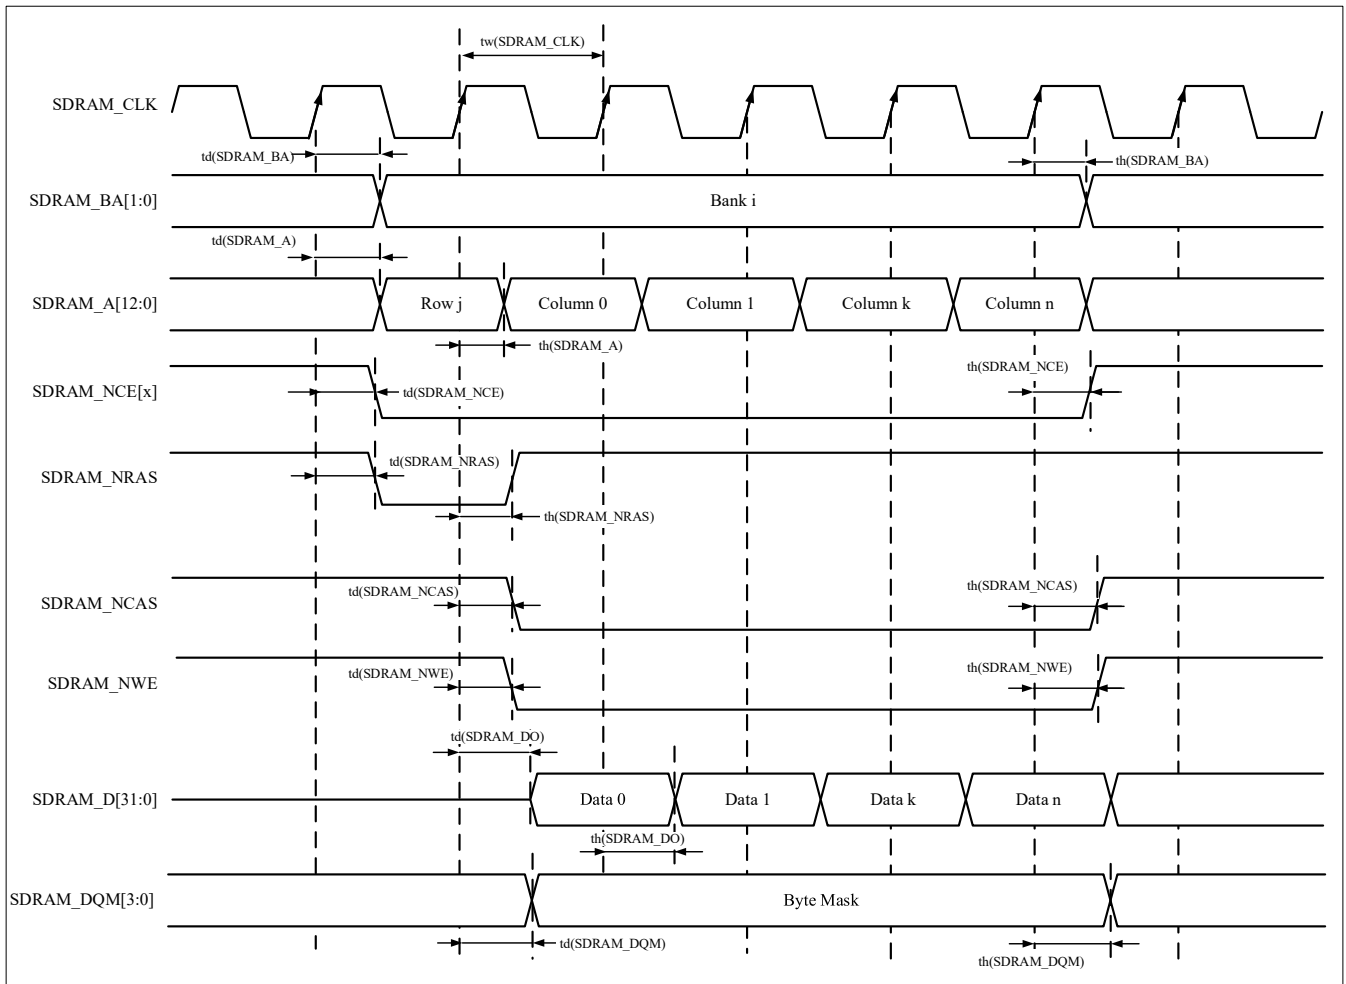 tw(SDRAM_CLK)
SDRAM_CLK
td(SDRAM_BA)
th(SDRAM_BA)
SDRAM_BA[1:0]
Bank i
td(SDRAM_A)
SDRAM_A[12:0]
Row j
Column 0
Column 1
Column k
Column n
th(SDRAM_A)
th(SDRAM_NCE)
SDRAM_NCE[x]
td(SDRAM_NCE)
td(SDRAM_NRAS)
SDRAM_NRAS
th(SDRAM_NRAS)
td(SDRAM_NCAS)
th(SDRAM_NCAS)
SDRAM_NCAS
td(SDRAM_NWE)
th(SDRAM_NWE)
SDRAM_NWE
td(SDRAM_DO)
SDRAM_D[31:0]
Data 0
Data 1
Data k
Data n
th(SDRAM_DO)
SDRAM_DQM[3:0]
Byte Mask
td(SDRAM_DQM)
th(SDRAM_DQM)